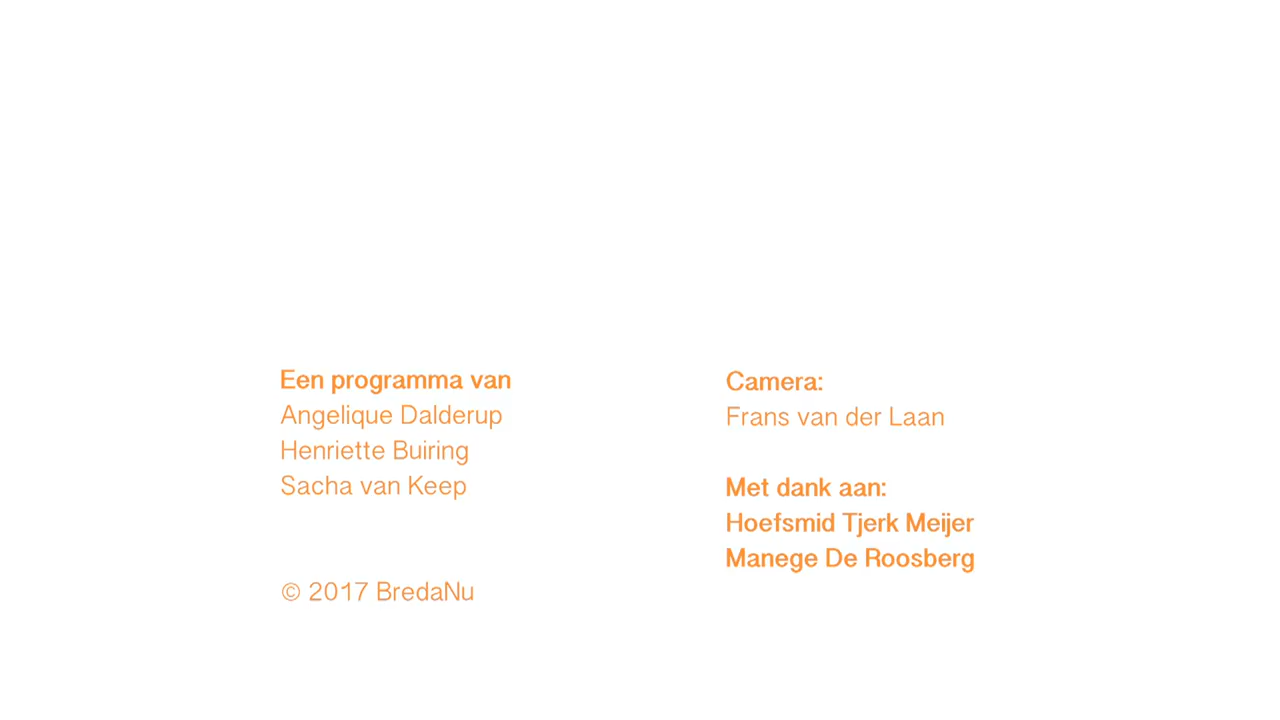 Een programma van
Angelique Dalderup
Henriette Buiring
Sacha van Keep
© 2017 BredaNu
Camera:
Frans van der Laan
Met dank aan:
Hoefsmid Tjerk Meijer
Manege De Roosberg